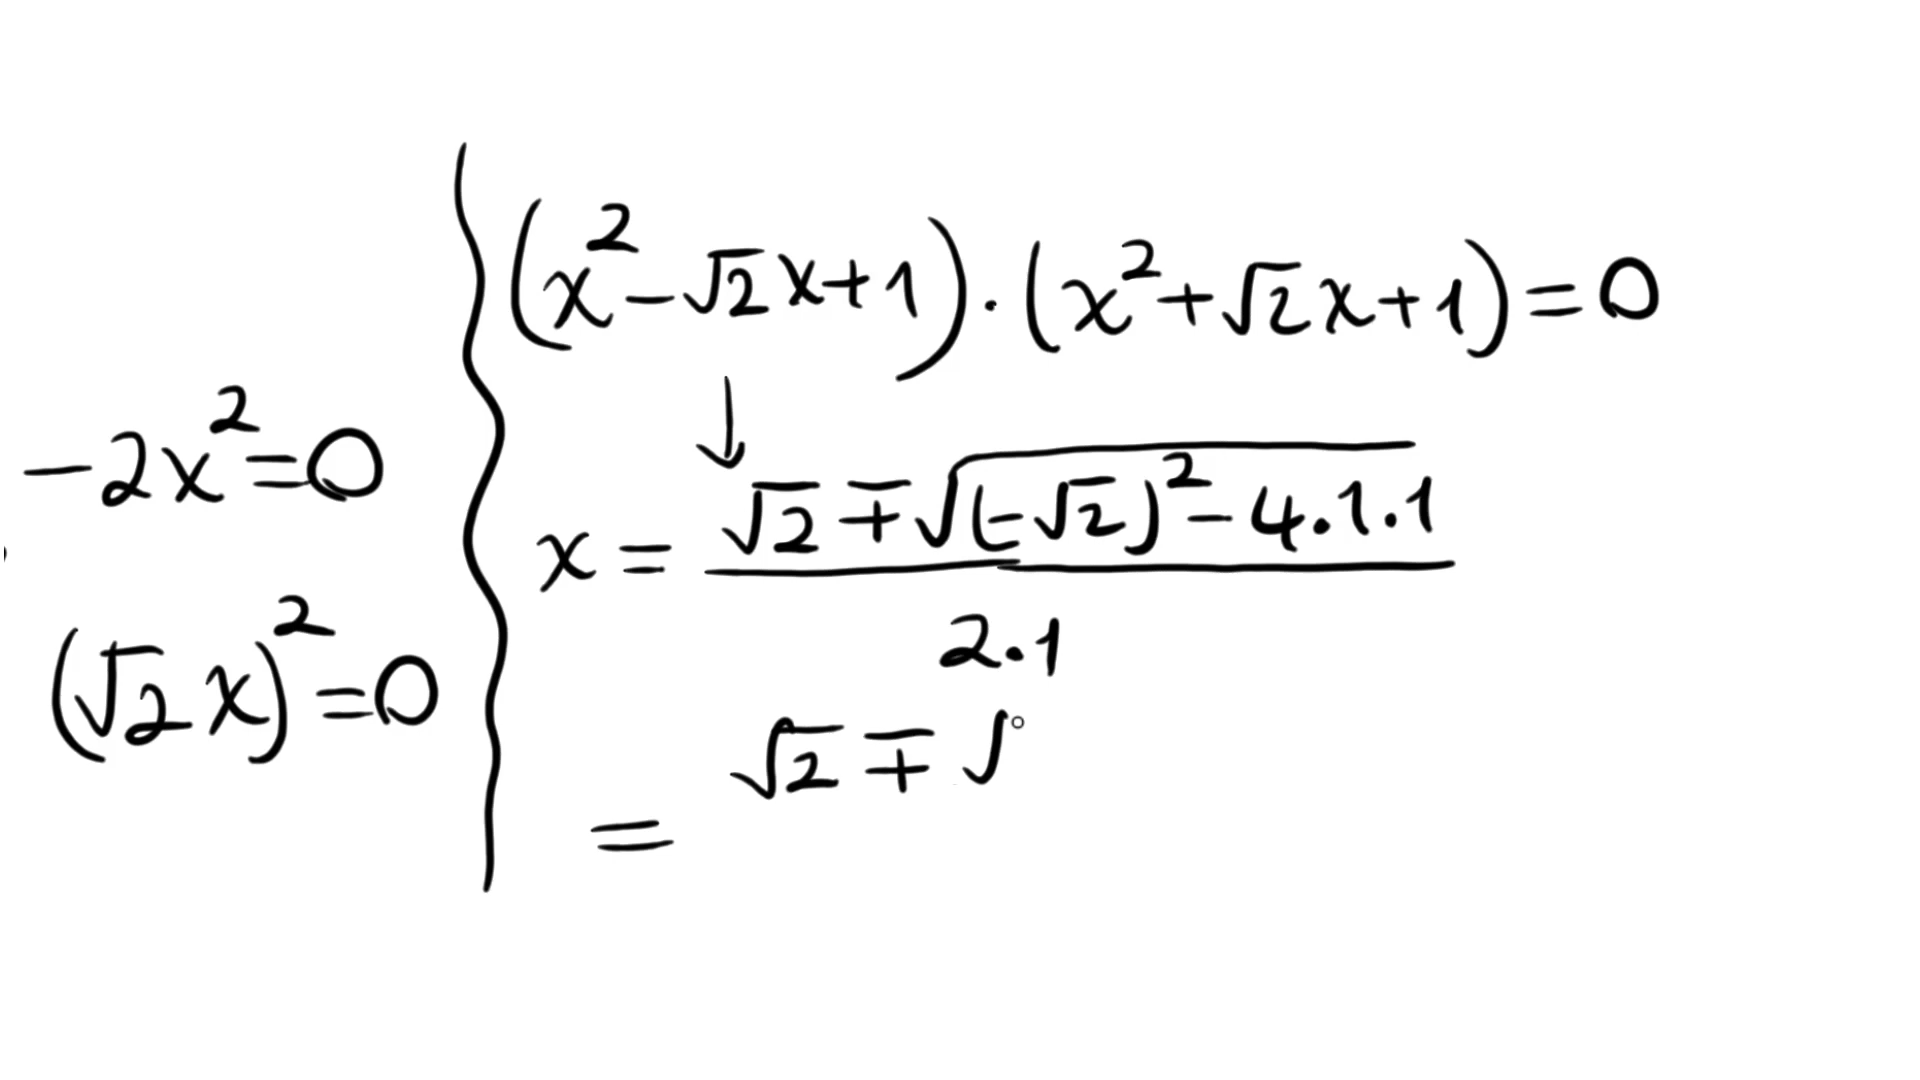 -2x²=0
(√2x)²=0
(x²-√2x+1).(x²+√2x+1)=0
x = (√2 ∓ √((-√2)²-4.1.1))/(2.1)
= √2 ∓ √